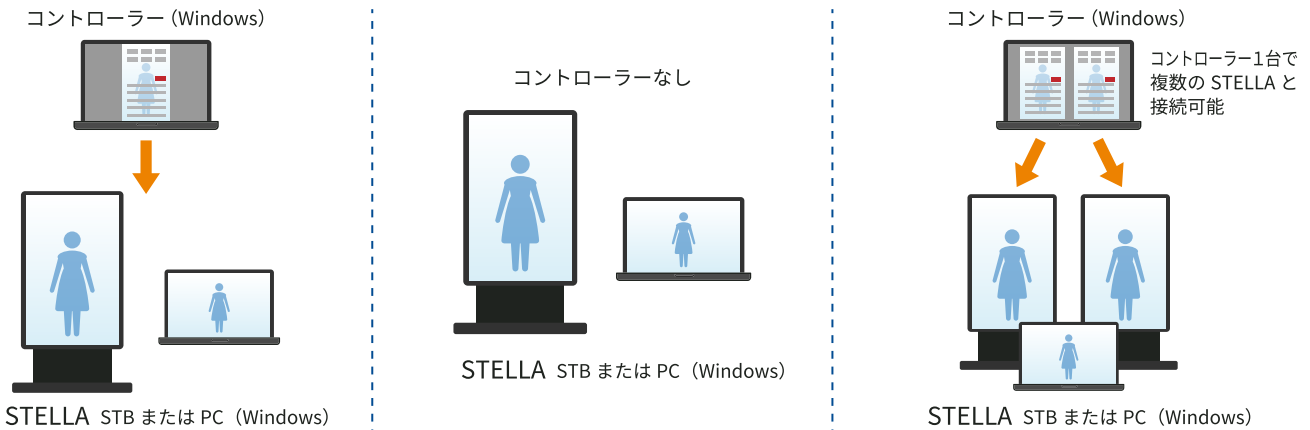 コントローラー（Windows）
STELLA STB または PC（Windows）
コントローラーなし
STELLA STB または PC（Windows）
コントローラー（Windows）
コントローラー1台で
複数の STELLA と
接続可能
STELLA STB または PC（Windows）